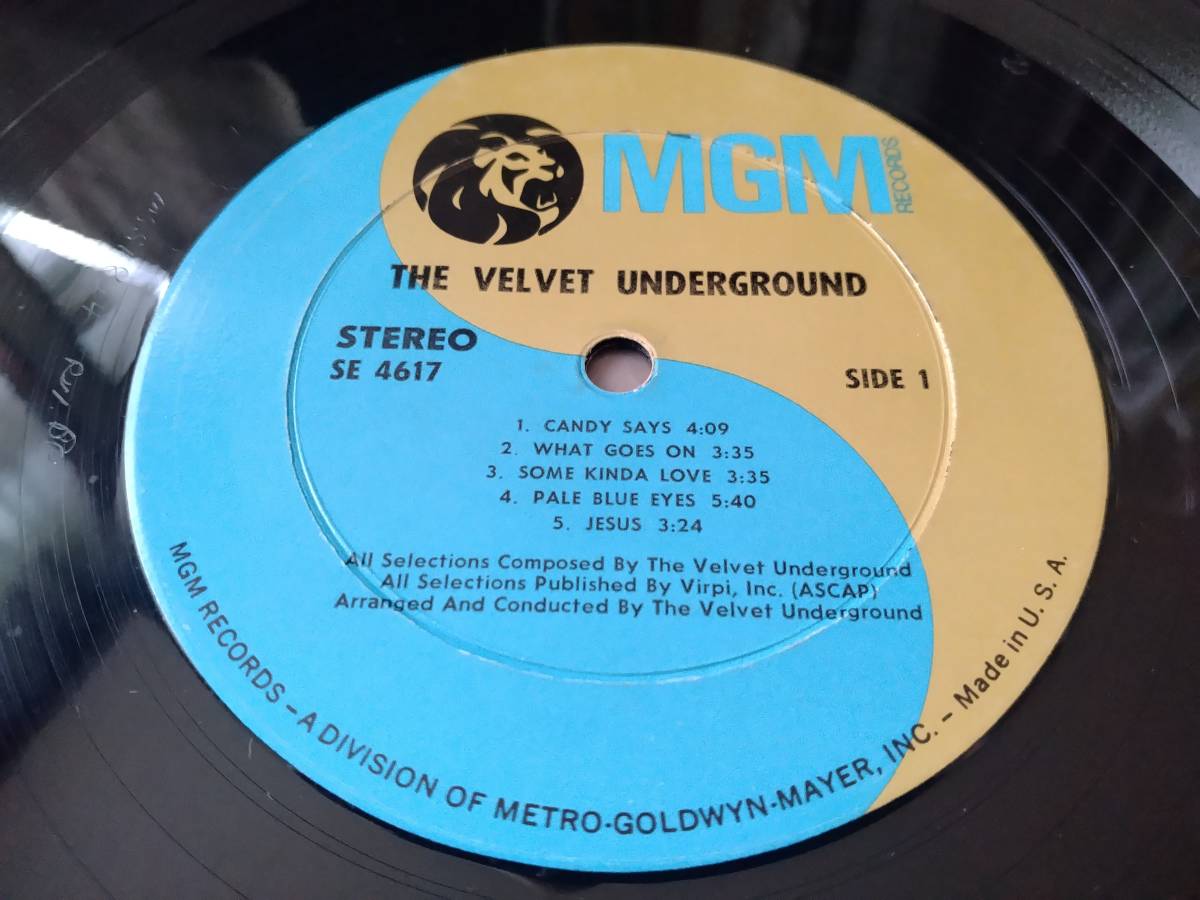 MGM RECORDS
THE VELVET UNDERGROUND
STEREO
SE 4617
SIDE 1
1. CANDY SAYS 4:09
2. WHAT GOES ON 3:35
3. SOME KINDA LOVE 3:35
4. PALE BLUE EYES 5:40
5. JESUS 3:24
All Selections Composed By The Velvet Underground
All Selections Published By Virpi, Inc. (ASCAP)
Arranged And Conducted By The Velvet Underground
MGM RECORDS – A DIVISION OF METRO-GOLDWYN-MAYER, INC. – Made in U. S. A.